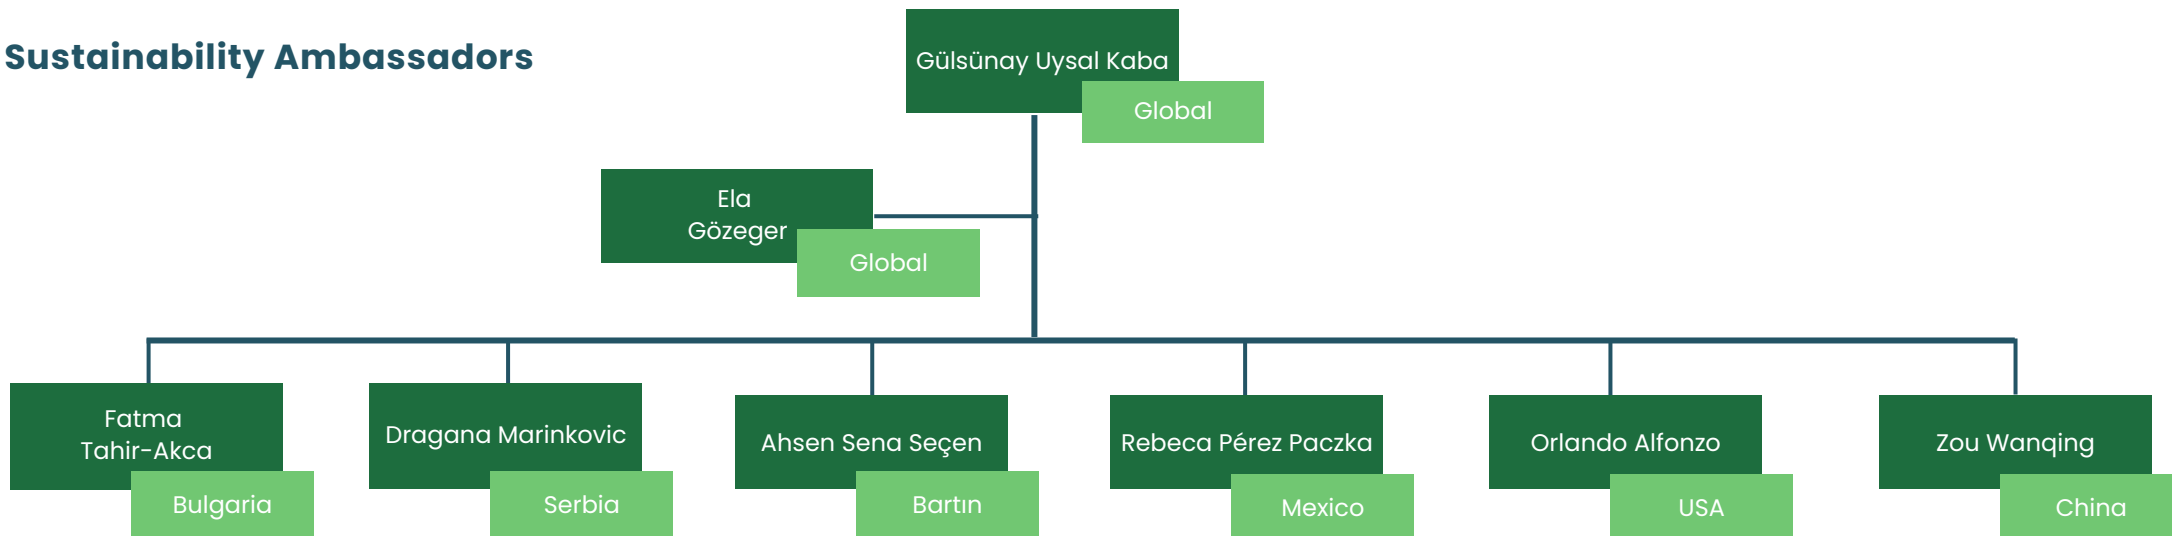 Sustainability Ambassadors
Gülsünay Uysal Kaba
Global
Ela
Gözeger
Global
Fatma
Tahir-Akca
Bulgaria
Dragana Marinkovic
Serbia
Ahsen Sena Seçen
Bartın
Rebeca Pérez Paczka
Mexico
Orlando Alfonzo
USA
Zou Wanqing
China